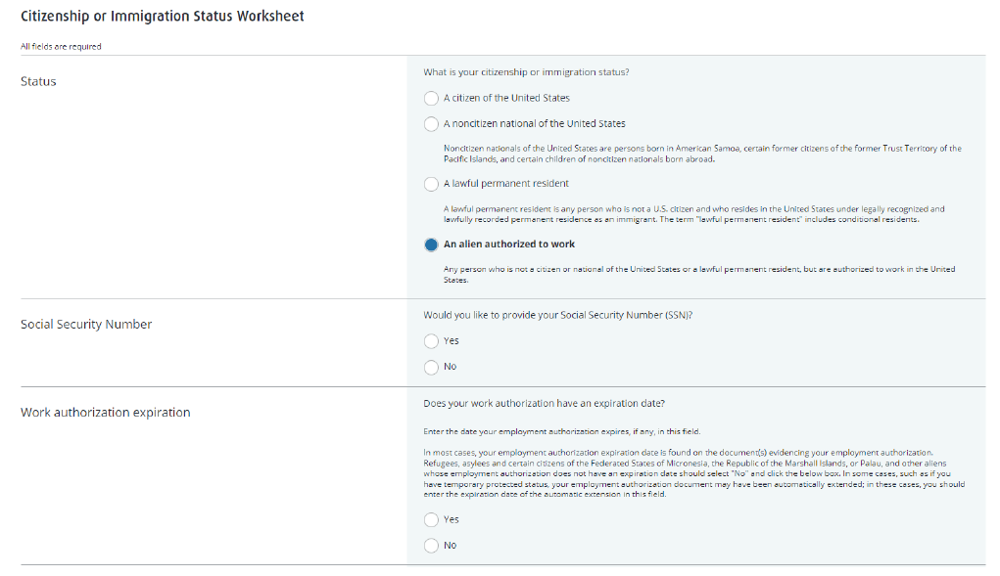 Citizenship or Immigration Status Worksheet
All fields are required
Status
What is your citizenship or immigration status?
A citizen of the United States
A noncitizen national of the United States
Noncitizen nationals of the United States are persons born in American Samoa, certain former citizens of the former Trust Territory of the
Pacific Islands, and certain children of noncitizen nationals born abroad.
A lawful permanent resident
A lawful permanent resident is any person who is not a U.S. citizen and who resides in the United States under legally recognized and
lawfully recorded permanent residence as an immigrant. The term "lawful permanent resident" includes conditional residents.
An alien authorized to work
Any person who is not a citizen or national of the United States or a lawful permanent resident, but are authorized to work in the United
States.
Social Security Number
Would you like to provide your Social Security Number (SSN)?
Yes
No
Work authorization expiration
Does your work authorization have an expiration date?
Enter the date your employment authorization expires, if any, in this field.
In most cases, your employment authorization expiration date is found on the document(s) evidencing your employment authorization.
Refugees, asylees and certain citizens of the Federated States of Micronesia, the Republic of the Marshall Islands, or Palau, and other aliens
whose employment authorization does not have an expiration date should select "No" and click the below box. In some cases, such as if you
have temporary protected status, your employment authorization document may have been automatically extended; in these cases, you should
enter the expiration date of the automatic extension in this field.
Yes
No